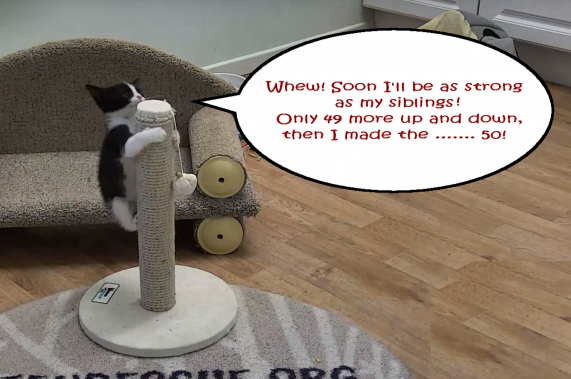 Whew! Soon I'll be as strong
as my siblings!
Only 49 more up and down,
then I made the ....... 50!